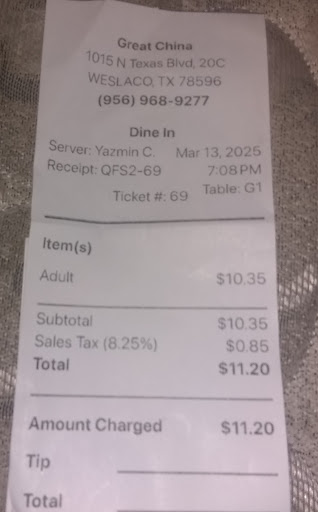 Great China
1015 N Texas Blvd, 20C
WESLACO, TX 78596
(956) 968-9277
Dine In
Server: Yazmin C. Mar 13, 2025
Receipt: QFS2-69 7:08PM
Ticket #: 69 Table: G1
Item(s)
Adult $10.35
Subtotal $10.35
Sales Tax (8.25%) $0.85
Total $11.20
Amount Charged $11.20
Tip
Total